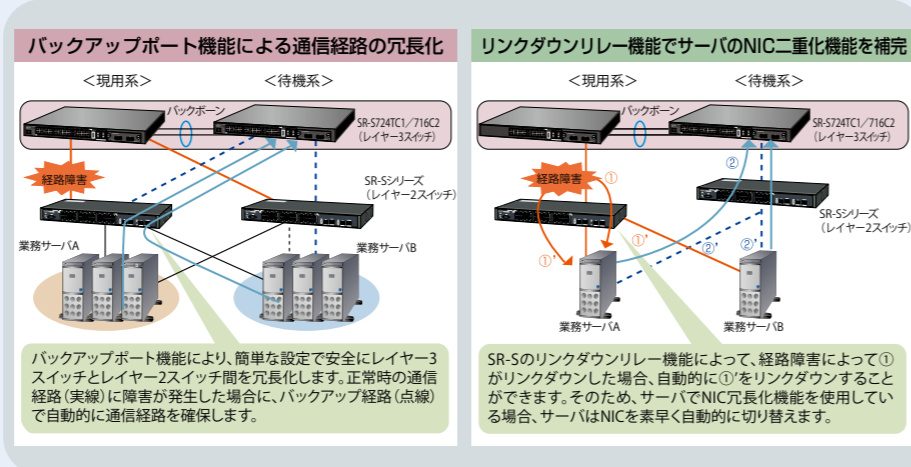 バックアップポート機能による通信経路の冗長化
＜現用系＞
＜待機系＞
バックボーン
SR-S724TC1／716C2
（レイヤー3スイッチ）
経路障害
SR-Sシリーズ
（レイヤー2スイッチ）
業務サーバA
業務サーバB
バックアップポート機能により、簡単な設定で安全にレイヤー3
スイッチとレイヤー2スイッチ間を冗長化します。正常時の通信
経路（実線）に障害が発生した場合に、バックアップ経路（点線）
で自動的に通信経路を確保します。
リンクダウンリレー機能でサーバのNIC二重化機能を補完
＜現用系＞
＜待機系＞
バックボーン
SR-S724TC1／716C2
（レイヤー3スイッチ）
②
経路障害
①
SR-Sシリーズ
（レイヤー2スイッチ）
①’
①’
②’
②’
業務サーバA
業務サーバB
SR-Sのリンクダウンリレー機能によって、経路障害によって①
がリンクダウンした場合、自動的に①’をリンクダウンすること
ができます。そのため、サーバでNIC冗長化機能を使用してい
る場合、サーバはNICを素早く自動的に切り替えます。